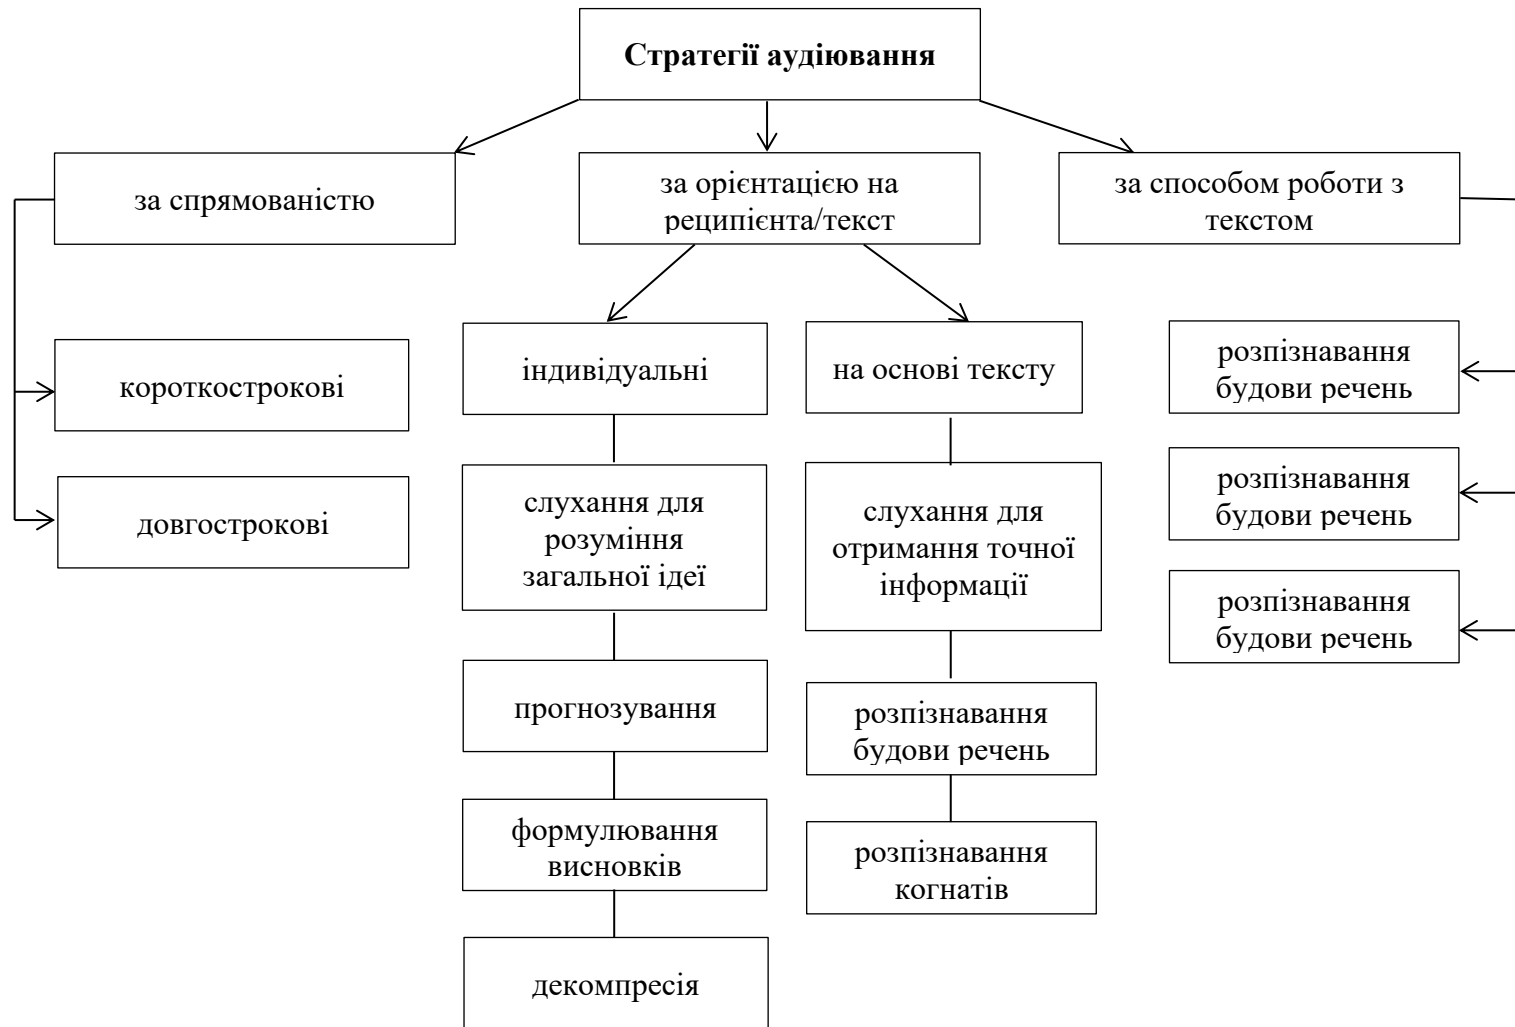 Стратегії аудіювання
за спрямованістю
за орієнтацією на
реципієнта/текст
за способом роботи з
текстом
короткострокові
довгострокові
індивідуальні
слухання для
розуміння
загальної ідеї
прогнозування
формулювання
висновків
декомпресія
на основі тексту
слухання для
отримання точної
інформації
розпізнавання
будови речень
розпізнавання
когнатів
розпізнавання
будови речень
розпізнавання
будови речень
розпізнавання
будови речень